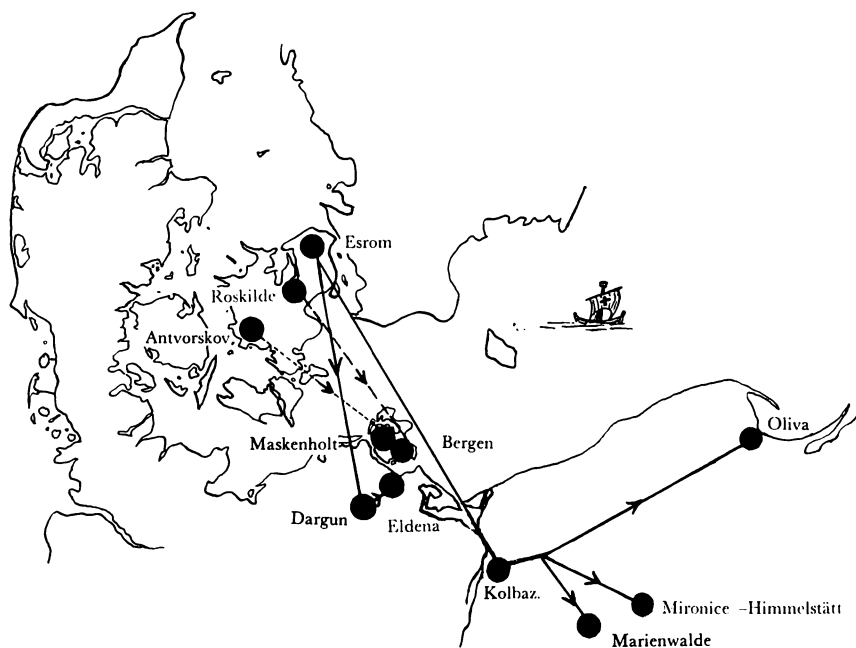 Esrom
Roskilde
Antvorskov.
Maskenholt
Bergen
Oliva
Dargun
Eldena
Kolbaz.
Mironice -Himmelstätt
Marienwalde